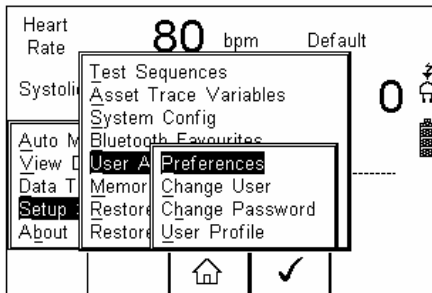 Heart
Rate
80 bpm
Default
Systoli
0
Test Sequences
Asset Trace Variables
System Config
Bluetooth Favourites
User A
Memor
Restore
Restore
Auto M
View D
Data T
Setup
About
Preferences
Change User
Change Password
User Profile